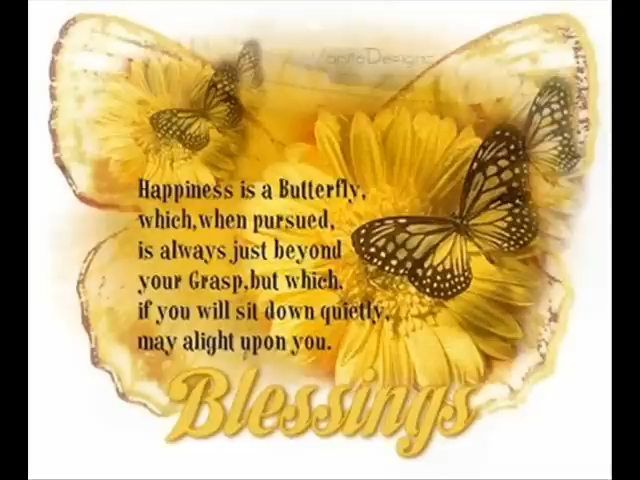 Happiness is a Butterfly,
which,when pursued,
is always just beyond
your Grasp,but which,
if you will sit down quietly,
may alight upon you.
Blessings